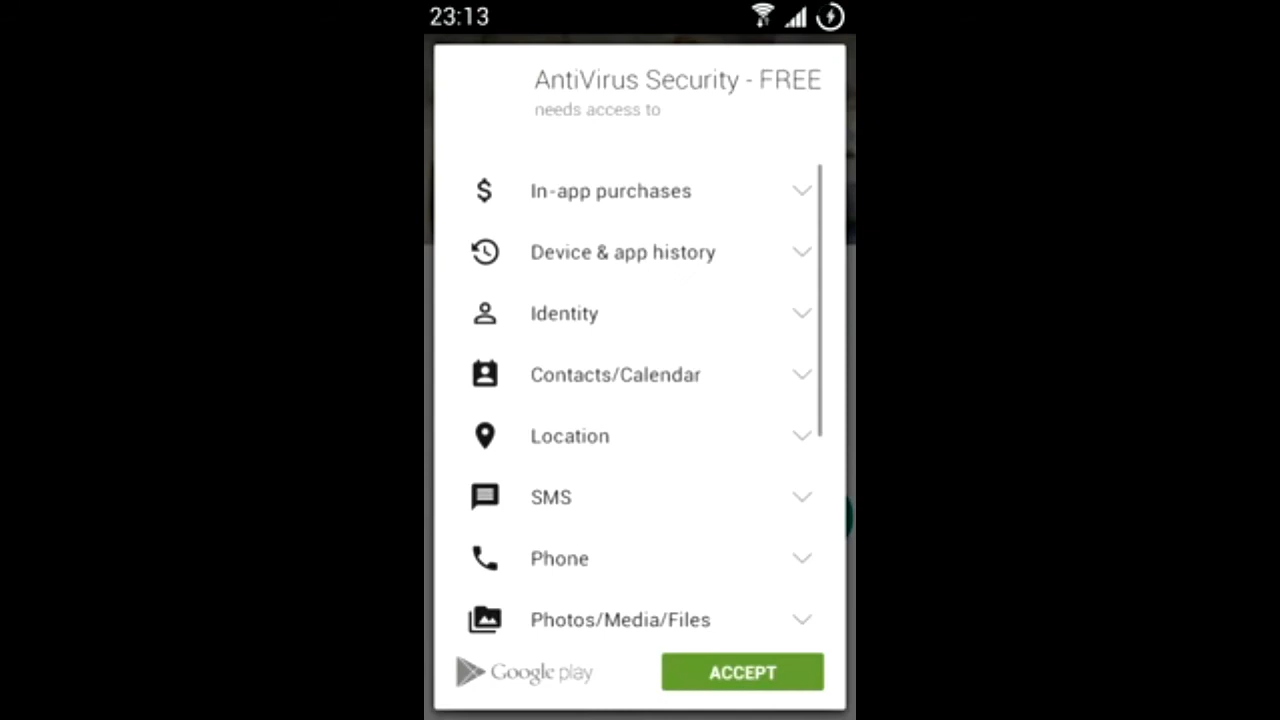 23:13
AntiVirus Security - FREE
needs access to
In-app purchases
Device & app history
Identity
Contacts/Calendar
Location
SMS
Phone
Photos/Media/Files
Google play
ACCEPT